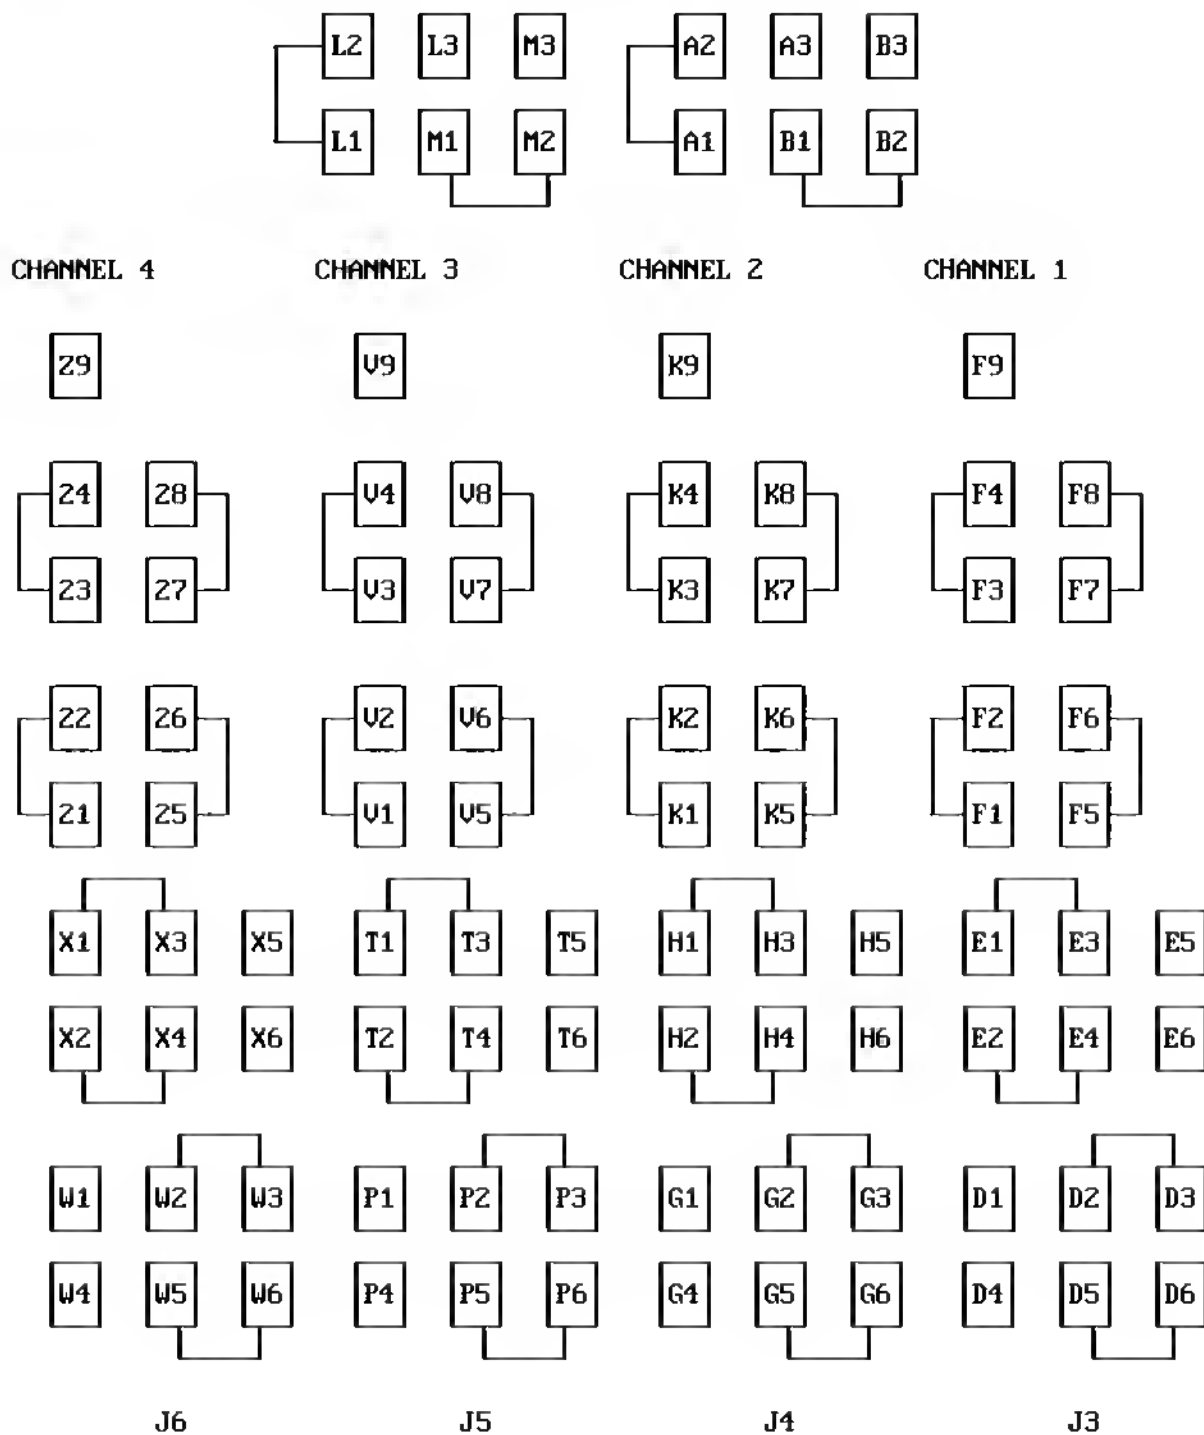 L2 L3 M3 A2 A3 B3
L1 M1 M2 A1 B1 B2
CHANNEL 4 CHANNEL 3 CHANNEL 2 CHANNEL 1
Z9 V9 K9 F9
Z4 Z8 V4 V8 K4 K8 F4 F8
Z3 Z7 V3 V7 K3 K7 F3 F7
Z2 Z6 V2 V6 K2 K6 F2 F6
Z1 Z5 V1 V5 K1 K5 F1 F5
X1 X3 X5 T1 T3 T5 H1 H3 H5 E1 E3 E5
X2 X4 X6 T2 T4 T6 H2 H4 H6 E2 E4 E6
W1 W2 W3 P1 P2 P3 G1 G2 G3 D1 D2 D3
W4 W5 W6 P4 P5 P6 G4 G5 G6 D4 D5 D6
J6 J5 J4 J3